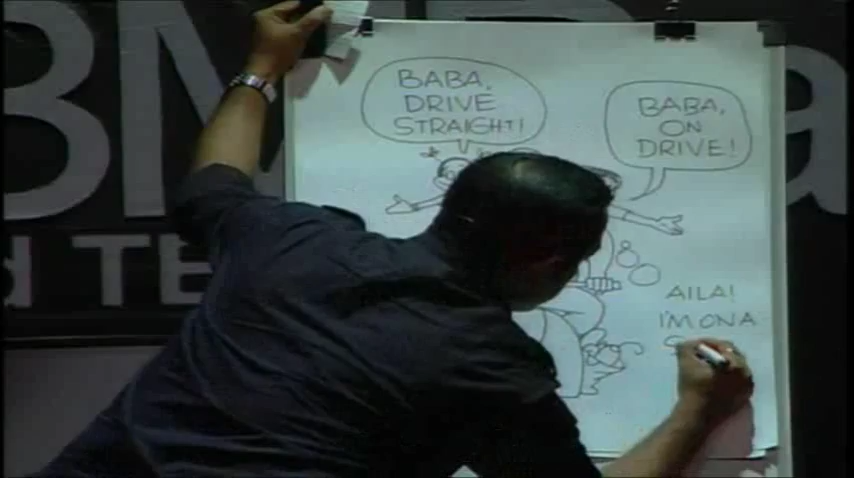 BABA,
DRIVE
STRAIGHT!
BABA,
ON
DRIVE!
AILA!
I'M ON A